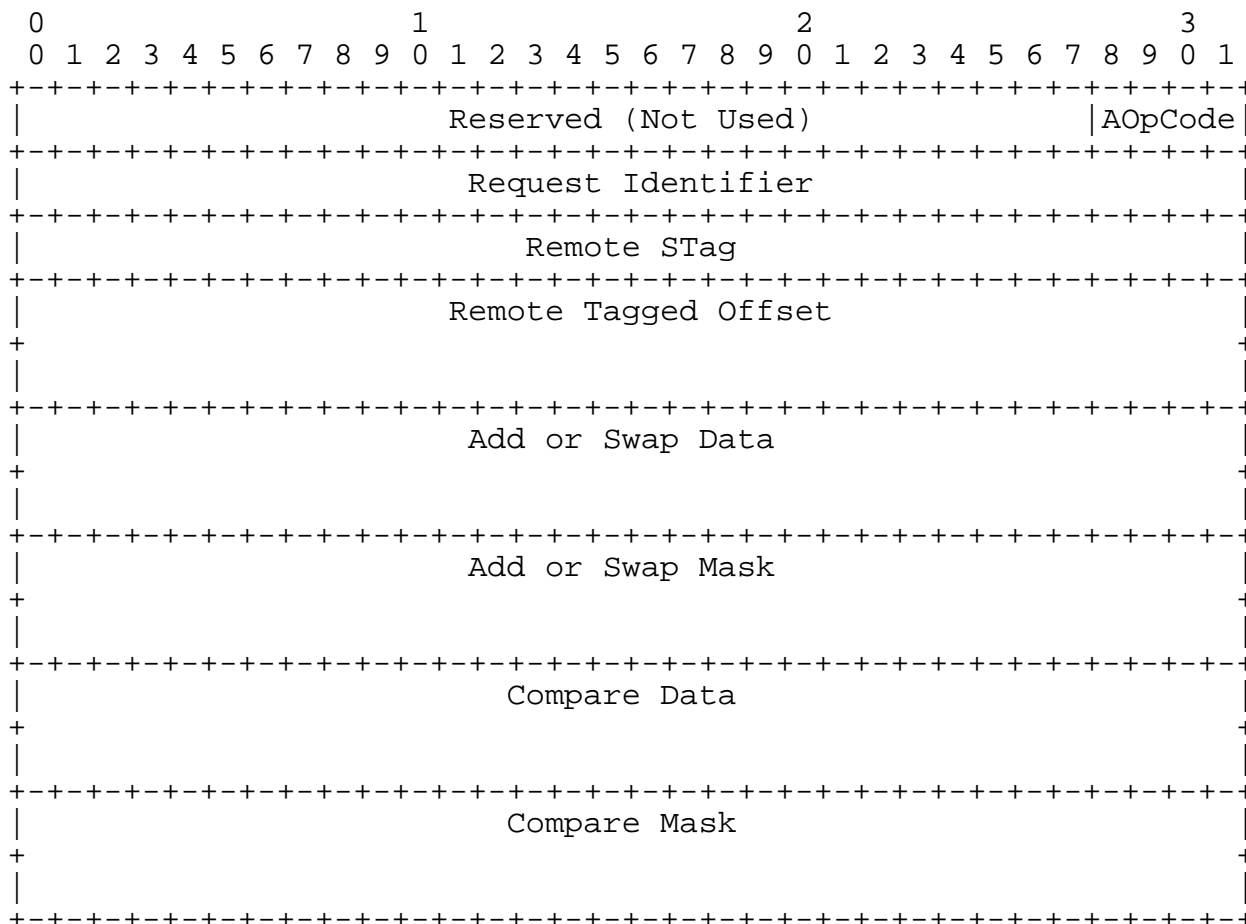 0                   1                   2                   3
0 1 2 3 4 5 6 7 8 9 0 1 2 3 4 5 6 7 8 9 0 1 2 3 4 5 6 7 8 9 0 1
+-+-+-+-+-+-+-+-+-+-+-+-+-+-+-+-+-+-+-+-+-+-+-+-+-+-+-+-+-+-+-+-+
|                      Reserved (Not Used)              |AOpCode|
+-+-+-+-+-+-+-+-+-+-+-+-+-+-+-+-+-+-+-+-+-+-+-+-+-+-+-+-+-+-+-+-+
|                       Request Identifier                      |
+-+-+-+-+-+-+-+-+-+-+-+-+-+-+-+-+-+-+-+-+-+-+-+-+-+-+-+-+-+-+-+-+
|                          Remote STag                          |
+-+-+-+-+-+-+-+-+-+-+-+-+-+-+-+-+-+-+-+-+-+-+-+-+-+-+-+-+-+-+-+-+
|                      Remote Tagged Offset                     |
+                                                               +
|                                                               |
+-+-+-+-+-+-+-+-+-+-+-+-+-+-+-+-+-+-+-+-+-+-+-+-+-+-+-+-+-+-+-+-+
|                       Add or Swap Data                        |
+                                                               +
|                                                               |
+-+-+-+-+-+-+-+-+-+-+-+-+-+-+-+-+-+-+-+-+-+-+-+-+-+-+-+-+-+-+-+-+
|                       Add or Swap Mask                        |
+                                                               +
|                                                               |
+-+-+-+-+-+-+-+-+-+-+-+-+-+-+-+-+-+-+-+-+-+-+-+-+-+-+-+-+-+-+-+-+
|                         Compare Data                          |
+                                                               +
|                                                               |
+-+-+-+-+-+-+-+-+-+-+-+-+-+-+-+-+-+-+-+-+-+-+-+-+-+-+-+-+-+-+-+-+
|                         Compare Mask                          |
+                                                               +
|                                                               |
+-+-+-+-+-+-+-+-+-+-+-+-+-+-+-+-+-+-+-+-+-+-+-+-+-+-+-+-+-+-+-+-+